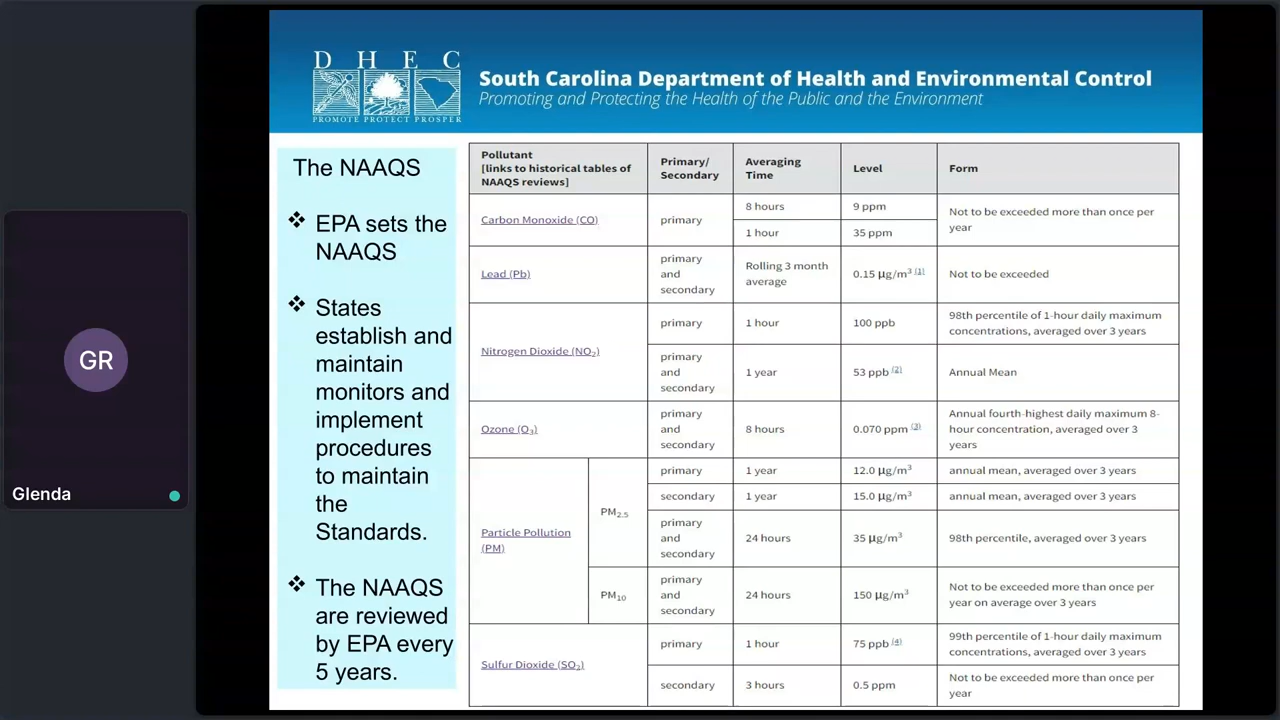 D H E C
PROMOTE PROTECT PROSPER
South Carolina Department of Health and Environmental Control
Promoting and Protecting the Health of the Public and the Environment
GR
Glenda
The NAAQS
❖ EPA sets the
NAAQS
❖ States
establish and
maintain
monitors and
implement
procedures
to maintain
the
Standards.
❖ The NAAQS
are reviewed
by EPA every
5 years.
Pollutant
[links to historical tables of
NAAQS reviews]
Primary/
Secondary
Averaging
Time
Level
Form
Carbon Monoxide (CO)
primary
8 hours
9 ppm
1 hour
35 ppm
Not to be exceeded more than once per
year
Lead (Pb)
primary
and
secondary
Rolling 3 month
average
0.15 μg/m³ (1)
Not to be exceeded
Nitrogen Dioxide (NO₂)
primary
1 hour
100 ppb
98th percentile of 1-hour daily maximum
concentrations, averaged over 3 years
primary
and
secondary
1 year
53 ppb (2)
Annual Mean
Ozone (O₃)
primary
and
secondary
8 hours
0.070 ppm (3)
Annual fourth-highest daily maximum 8-
hour concentration, averaged over 3
years
Particle Pollution
(PM)
PM₂.₅
primary
1 year
12.0 μg/m³
annual mean, averaged over 3 years
secondary
1 year
15.0 μg/m³
annual mean, averaged over 3 years
primary
and
secondary
24 hours
35 μg/m³
98th percentile, averaged over 3 years
PM₁₀
primary
and
secondary
24 hours
150 μg/m³
Not to be exceeded more than once per
year on average over 3 years
Sulfur Dioxide (SO₂)
primary
1 hour
75 ppb (4)
99th percentile of 1-hour daily maximum
concentrations, averaged over 3 years
secondary
3 hours
0.5 ppm
Not to be exceeded more than once per
year